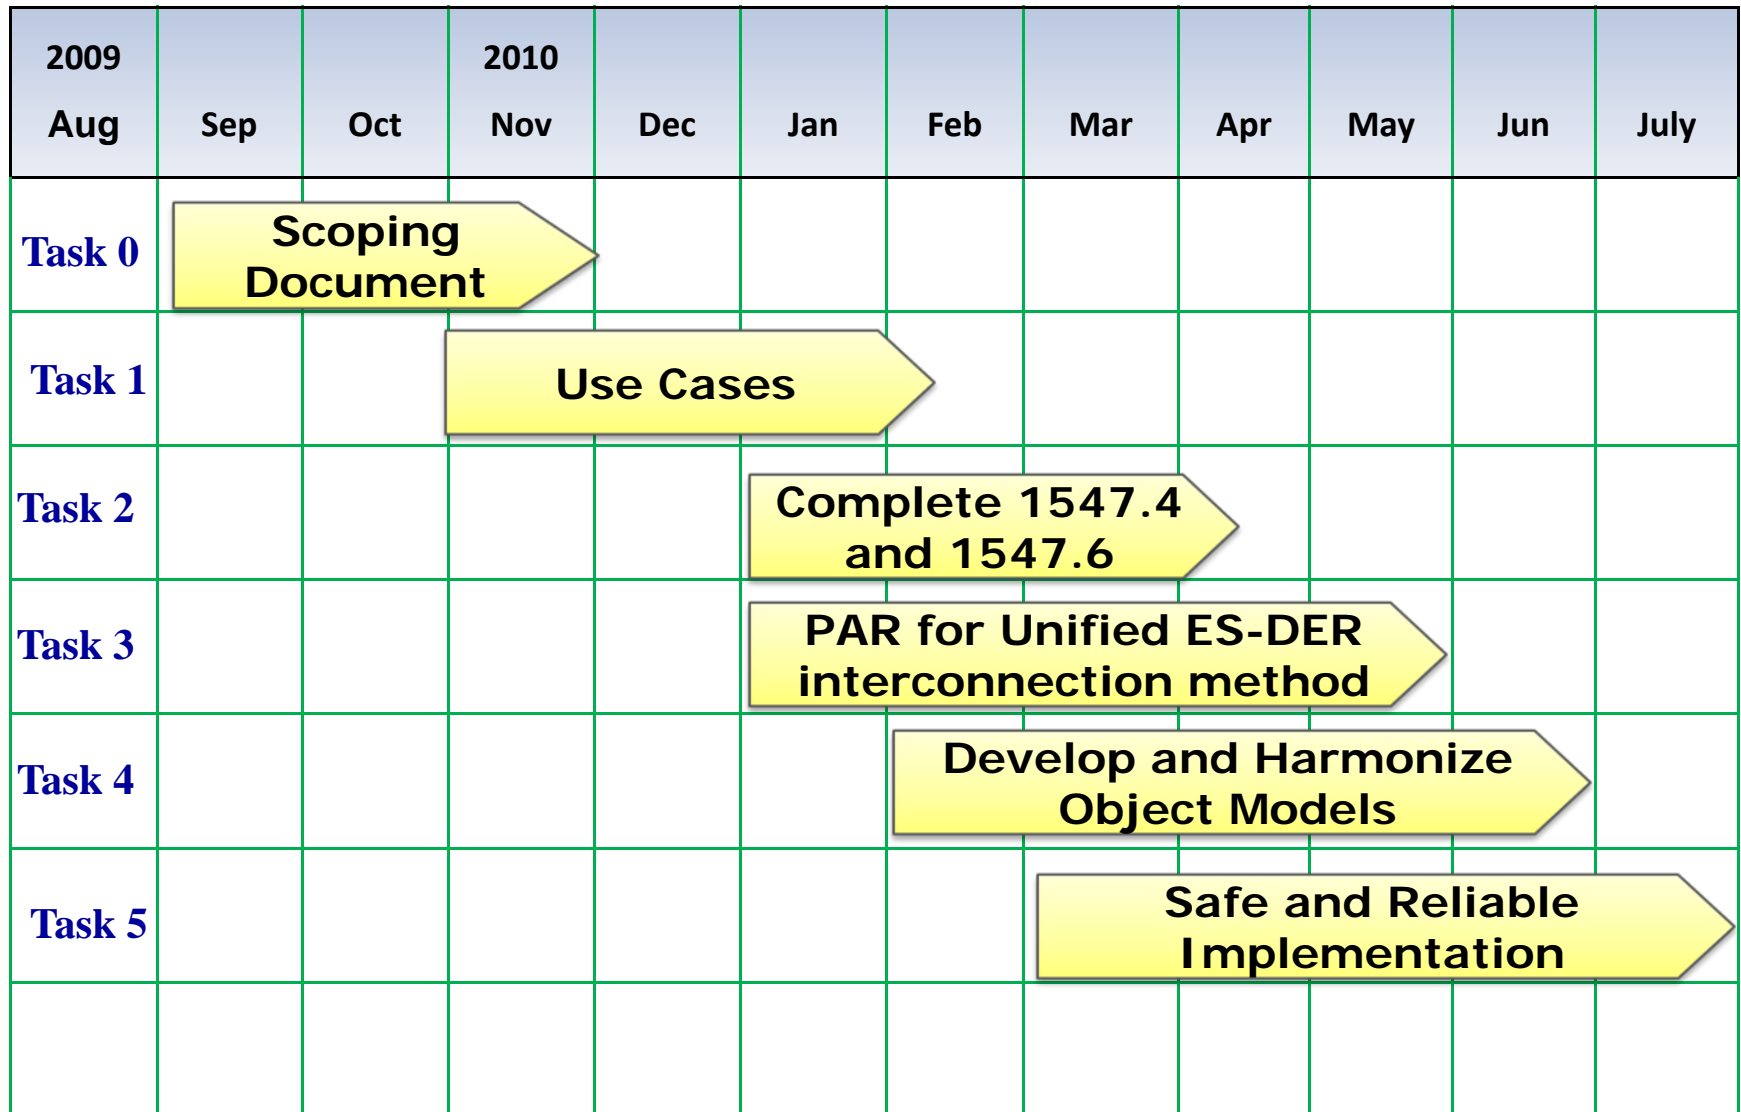 2009 2010
Aug Sep Oct Nov Dec Jan Feb Mar Apr May Jun July
Task 0
Scoping
Document
Task 1
Use Cases
Task 2
Complete 1547.4
and 1547.6
Task 3
PAR for Unified ES-DER
interconnection method
Task 4
Develop and Harmonize
Object Models
Task 5
Safe and Reliable
Implementation